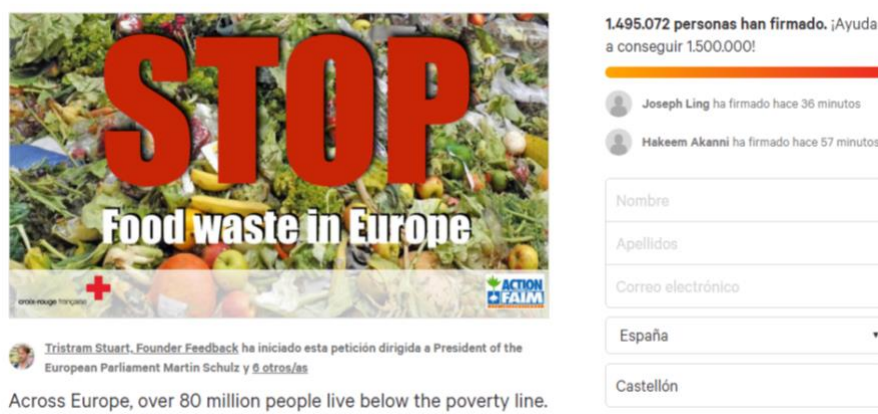 STOP
Food waste in Europe
croix-rouge française
ACTION
FAIM
Tristram Stuart, Founder Feedback ha iniciado esta petición dirigida a President of the
European Parliament Martin Schulz y 6 otros/as
Across Europe, over 80 million people live below the poverty line.
1.495.072 personas han firmado. ¡Ayuda
a conseguir 1.500.000!
Joseph Ling ha firmado hace 36 minutos
Hakeem Akanni ha firmado hace 57 minutos
Nombre
Apellidos
Correo electrónico
España
Castellón